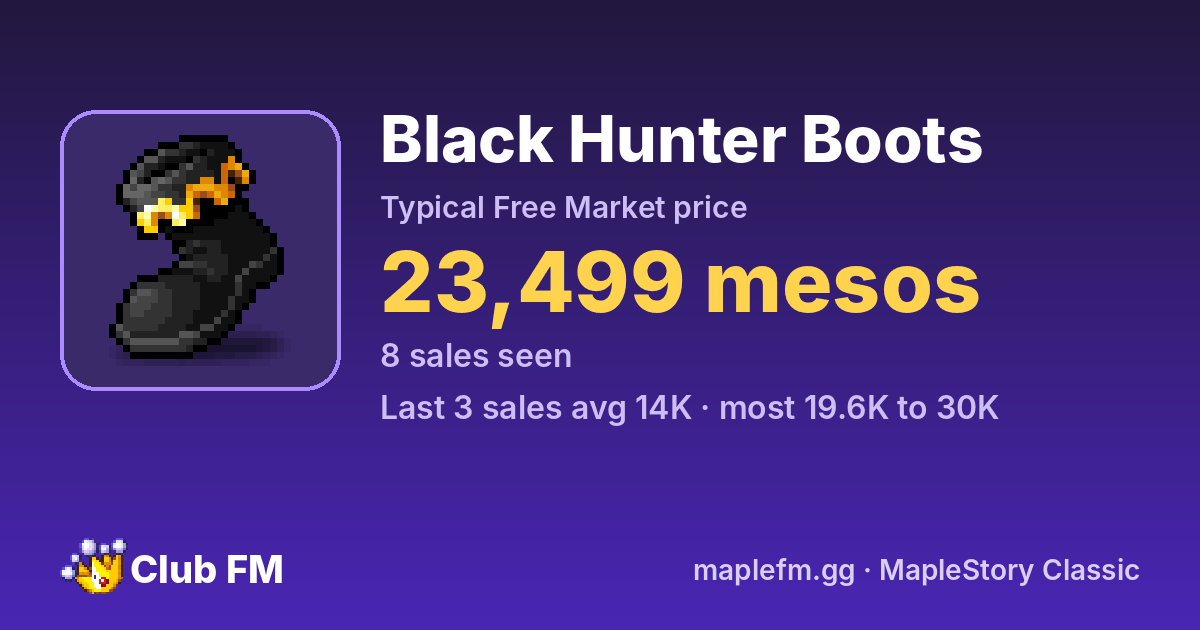 Black Hunter Boots
Typical Free Market price
23,499 mesos
8 sales seen
Last 3 sales avg 14K · most 19.6K to 30K
Club FM
maplefm.gg · MapleStory Classic